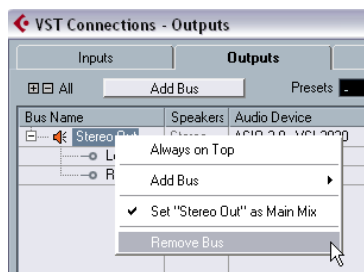 VST Connections - Outputs
Inputs Outputs
All Add Bus Presets -
Bus Name Speakers Audio Device
Stereo Out Stereo
L
R
Always on Top
Add Bus
Set "Stereo Out" as Main Mix
Remove Bus